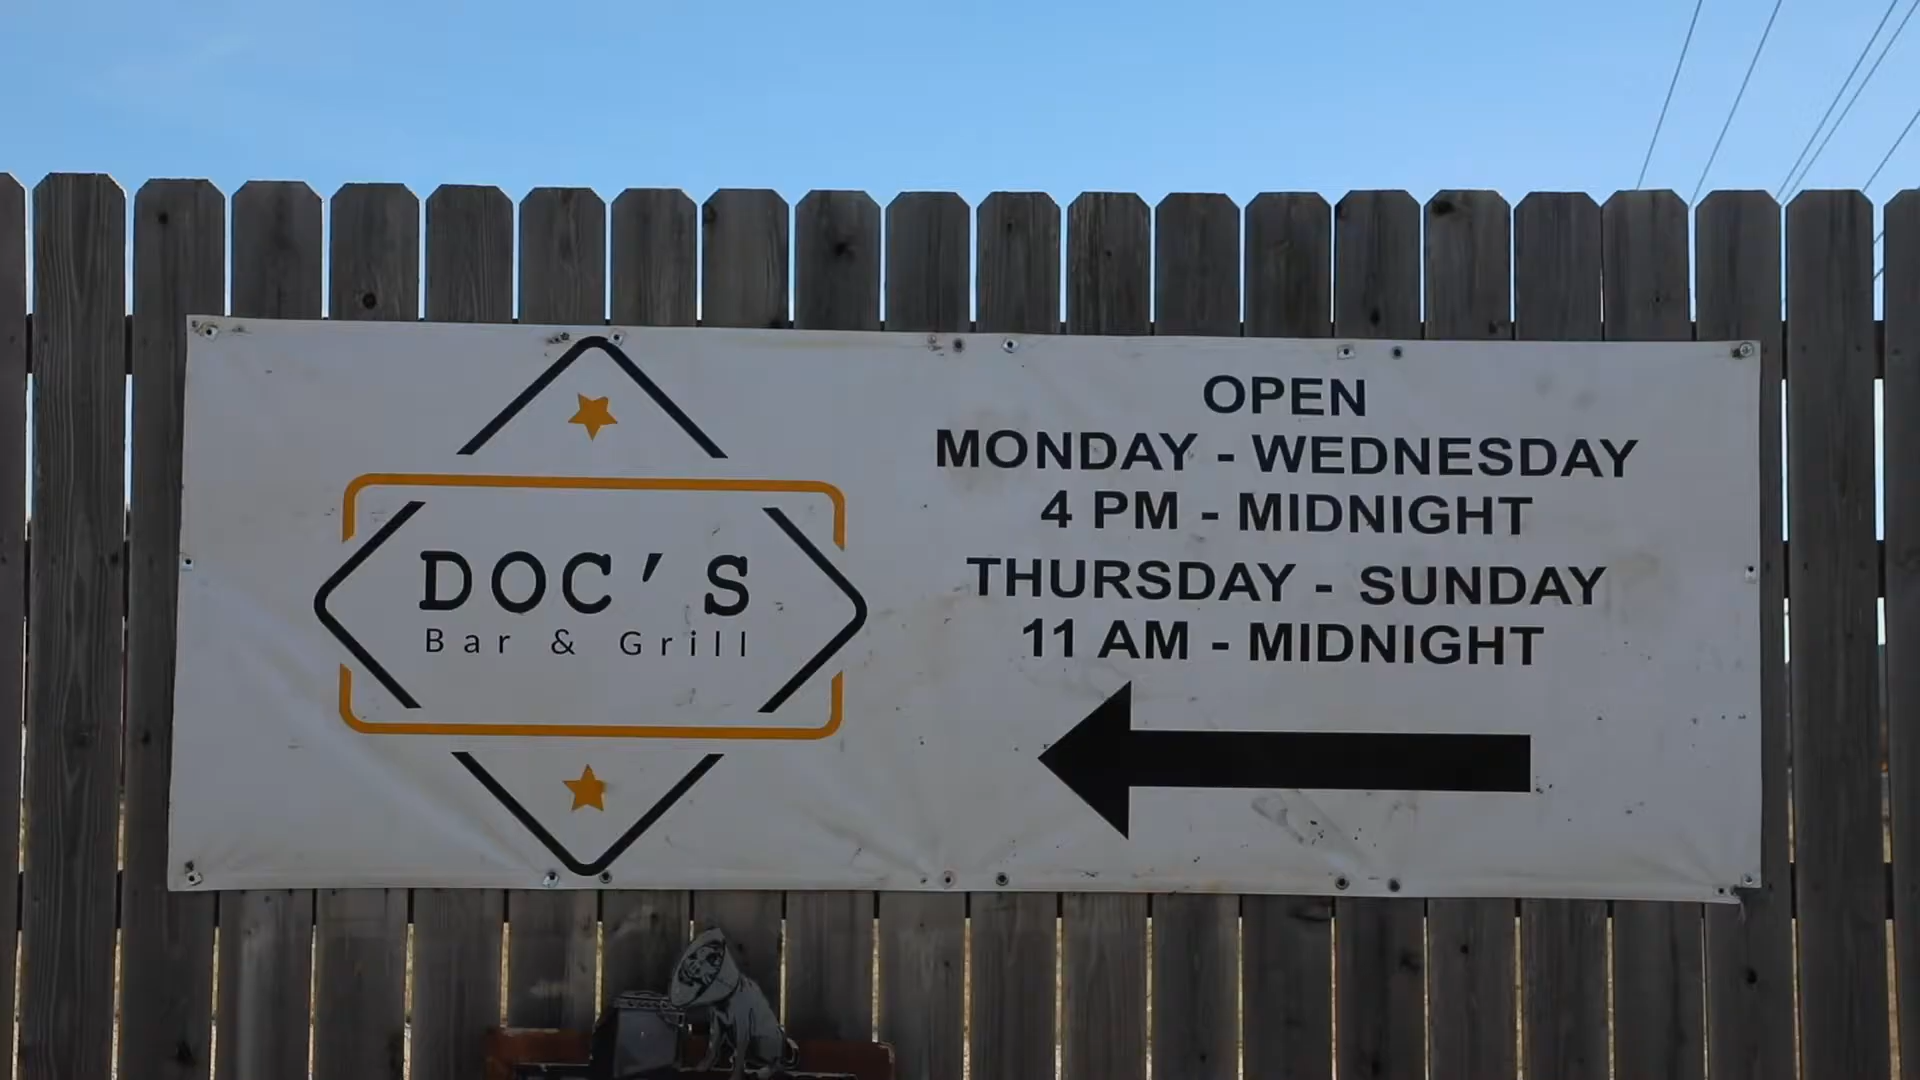 DOC'S
Bar & Grill
OPEN
MONDAY - WEDNESDAY
4 PM - MIDNIGHT
THURSDAY - SUNDAY
11 AM - MIDNIGHT